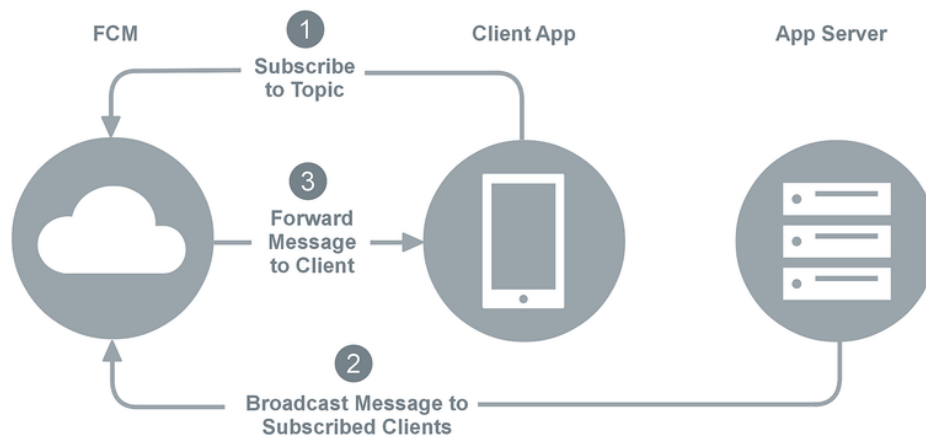 FCM
Client App
App Server
1
Subscribe
to Topic
3
Forward
Message
to Client
2
Broadcast Message to
Subscribed Clients